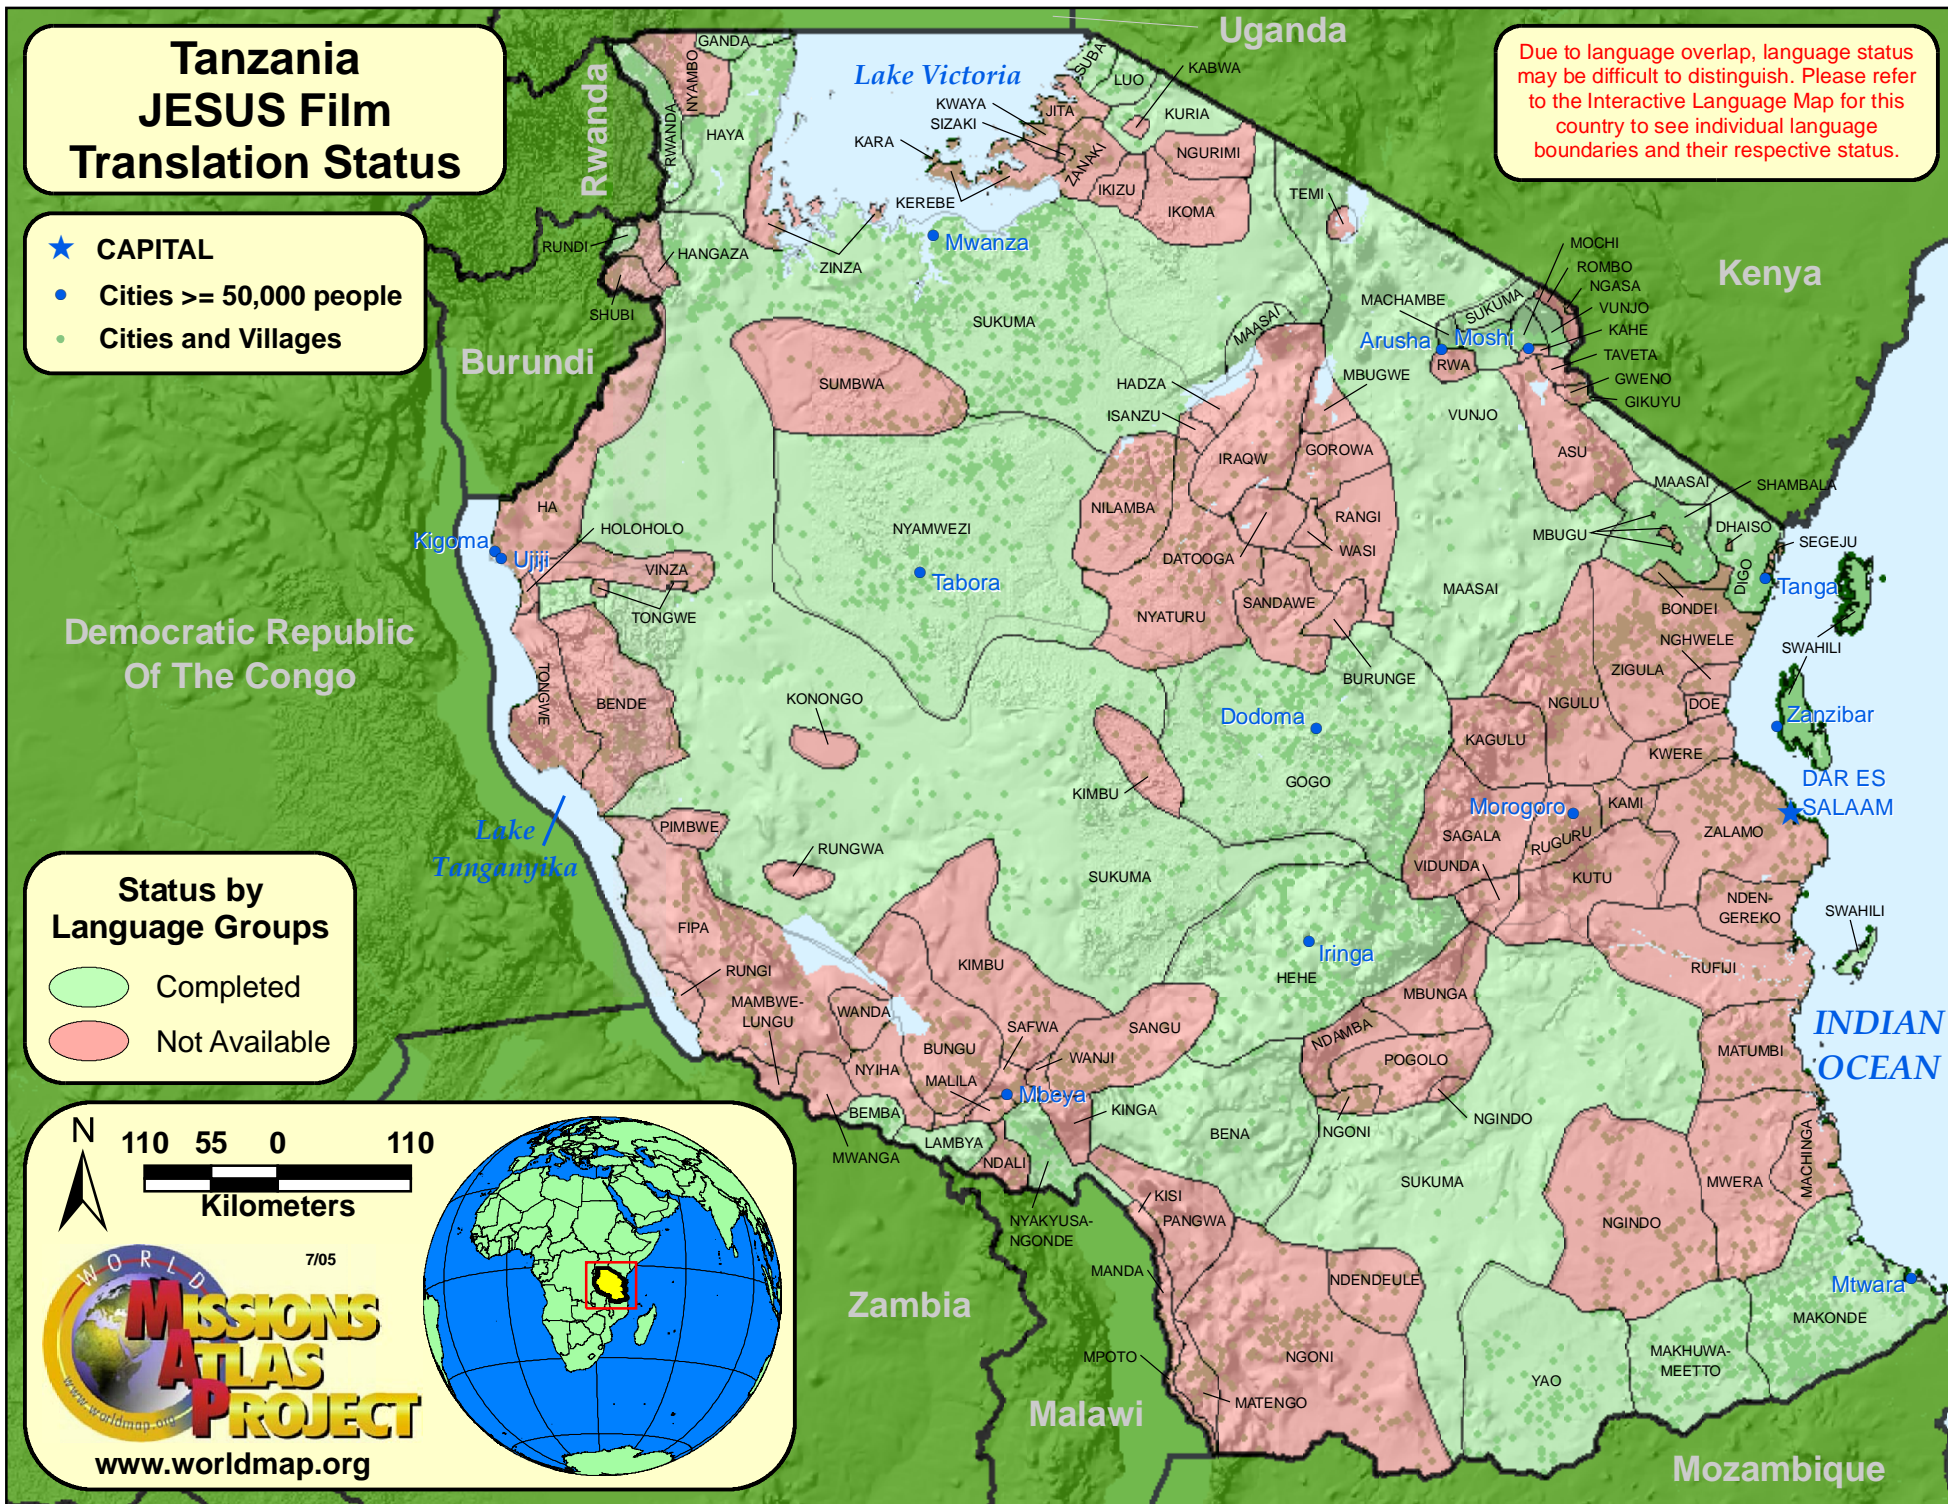 Tanzania
JESUS Film
Translation Status
CAPITAL
Cities >= 50,000 people
Cities and Villages
Due to language overlap, language status
may be difficult to distinguish. Please refer
to the Interactive Language Map for this
country to see individual language
boundaries and their respective status.
Uganda
Rwanda
Burundi
Kenya
Democratic Republic
Of The Congo
Zambia
Malawi
Mozambique
Lake Victoria
Lake
Tanganyika
INDIAN
OCEAN
GANDA
NYAMBO
RWANDA
HAYA
SUBA
LUO
KABWA
KURIA
KWAYA
SIZAKI
JITA
KARA
ZANAKI
NGURIMI
IKIZU
IKOMA
KEREBE
TEMI
RUNDI
HANGAZA
ZINZA
Mwanza
SHUBI
SUKUMA
MAASAI
MACHAMBE
SUKUMA
MOCHI
ROMBO
NGASA
VUNJO
KAHE
TAVETA
GWENO
GIKUYU
Arusha
Moshi
RWA
SUMBWA
HADZA
ISANZU
MBUGWE
VUNJO
IRAQW
GOROWA
ASU
MAASAI
SHAMBALA
HA
HOLOHOLO
NYAMWEZI
NILAMBA
RANGI
WASI
DATOOGA
MBUGU
DHAISO
SEGEJU
DIGO
Kigoma
Ujiji
VINZA
TONGWE
Tabora
NYATURU
SANDAWE
MAASAI
Tanga
BONDEI
NGHWELE
SWAHILI
BURUNGE
TONGWE
BENDE
KONONGO
ZIGULA
NGULU
DOE
Dodoma
Zanzibar
KAGULU
KWERE
KIMBU
GOGO
DAR ES
SALAAM
Morogoro
KAMI
ZALAMO
PIMBWE
RUNGWA
SAGALA
RUGURU
VIDUNDA
KUTU
SUKUMA
NDEN-
GEREKO
SWAHILI
FIPA
KIMBU
Iringa
HEHE
RUFIJI
RUNGI
MAMBWE-
LUNGU
WANDA
MBUNGA
SAFWA
SANGU
NDAMBA
BUNGU
WANJI
POGOLO
MATUMBI
NYIHA
MALILA
Mbeya
BEMBA
KINGA
NGONI
NGINDO
LAMBYA
MWANGA
NDALI
BENA
MACHINGA
SUKUMA
MWERA
KISI
NYAKYUSA-
NGONDE
PANGWA
NGINDO
MANDA
NDENDEULE
Mtwara
MAKONDE
MPOTO
NGONI
MAKHUWA-
MEETTO
YAO
MATENGO
Status by
Language Groups
Completed
Not Available
N
110 55 0 110
Kilometers
7/05
WORLD
MISSIONS
ATLAS
PROJECT
www.worldmap.org
www.worldmap.org